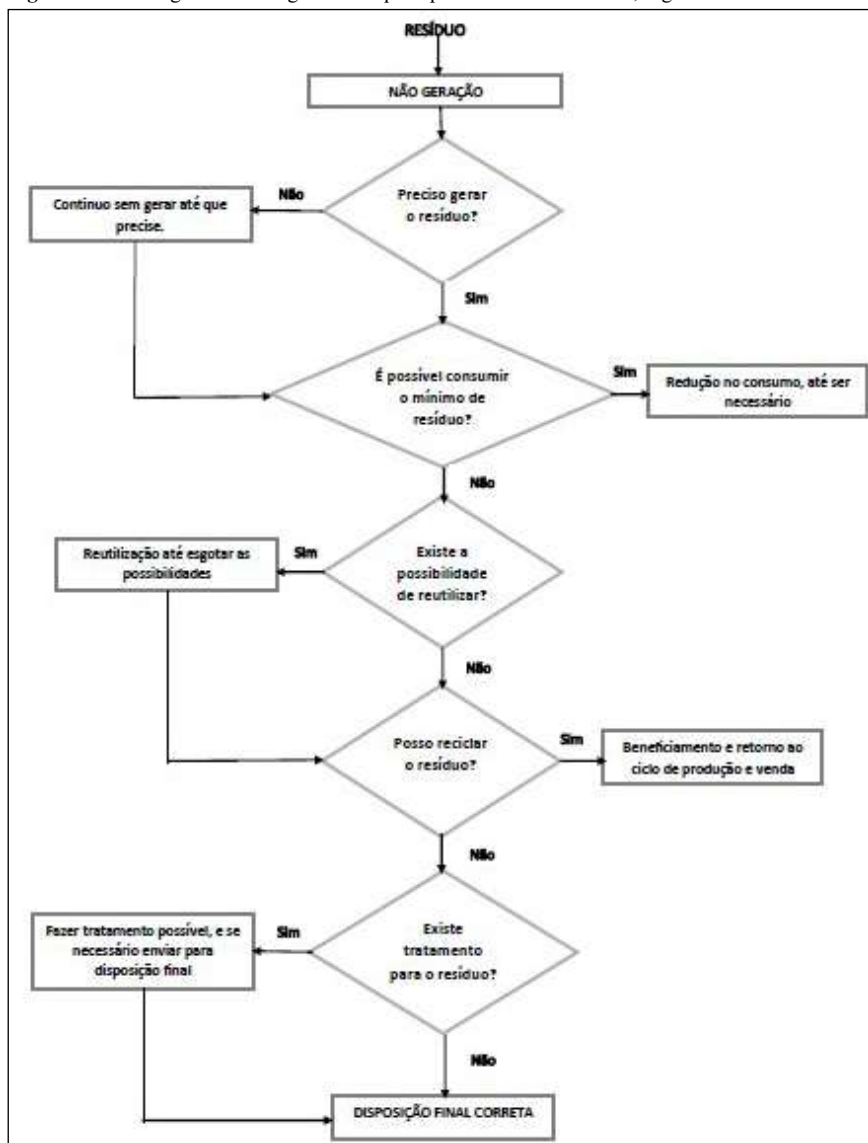 RESÍDUO
NÃO GERAÇÃO
Preciso gerar
o resíduo?
Não
Continuo sem gerar até que
precise.
Sim
É possível consumir
o mínimo de
resíduo?
Sim
Redução no consumo, até ser
necessário
Não
Existe a
possibilidade
de reutilizar?
Sim
Reutilização até esgotar as
possibilidades
Não
Posso reciclar
o resíduo?
Sim
Beneficiamento e retorno ao
ciclo de produção e venda
Não
Existe
tratamento
para o resíduo?
Sim
Fazer tratamento possível, e se
necessário enviar para
disposição final
Não
DISPOSIÇÃO FINAL CORRETA